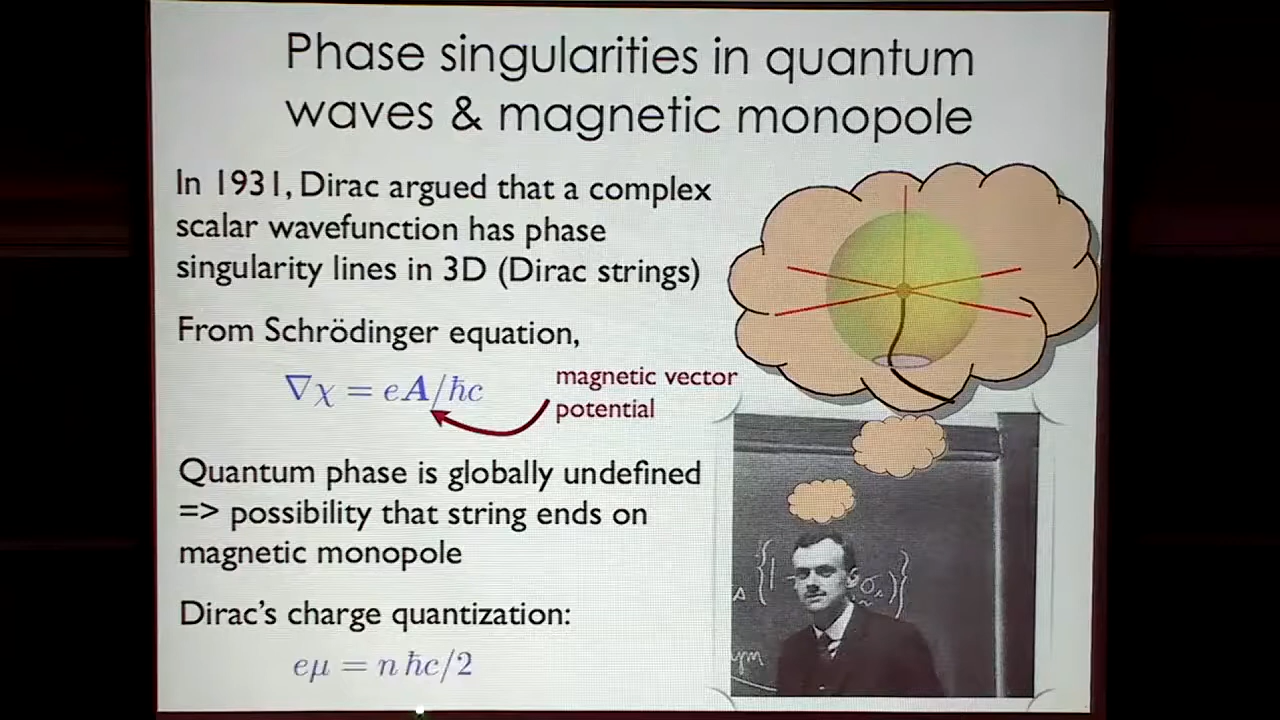 Phase singularities in quantum
waves & magnetic monopole
In 1931, Dirac argued that a complex
scalar wavefunction has phase
singularity lines in 3D (Dirac strings)
From Schrödinger equation,
∇χ = eA/ħc
magnetic vector
potential
Quantum phase is globally undefined
=> possibility that string ends on
magnetic monopole
Dirac's charge quantization:
eμ = n ħc/2